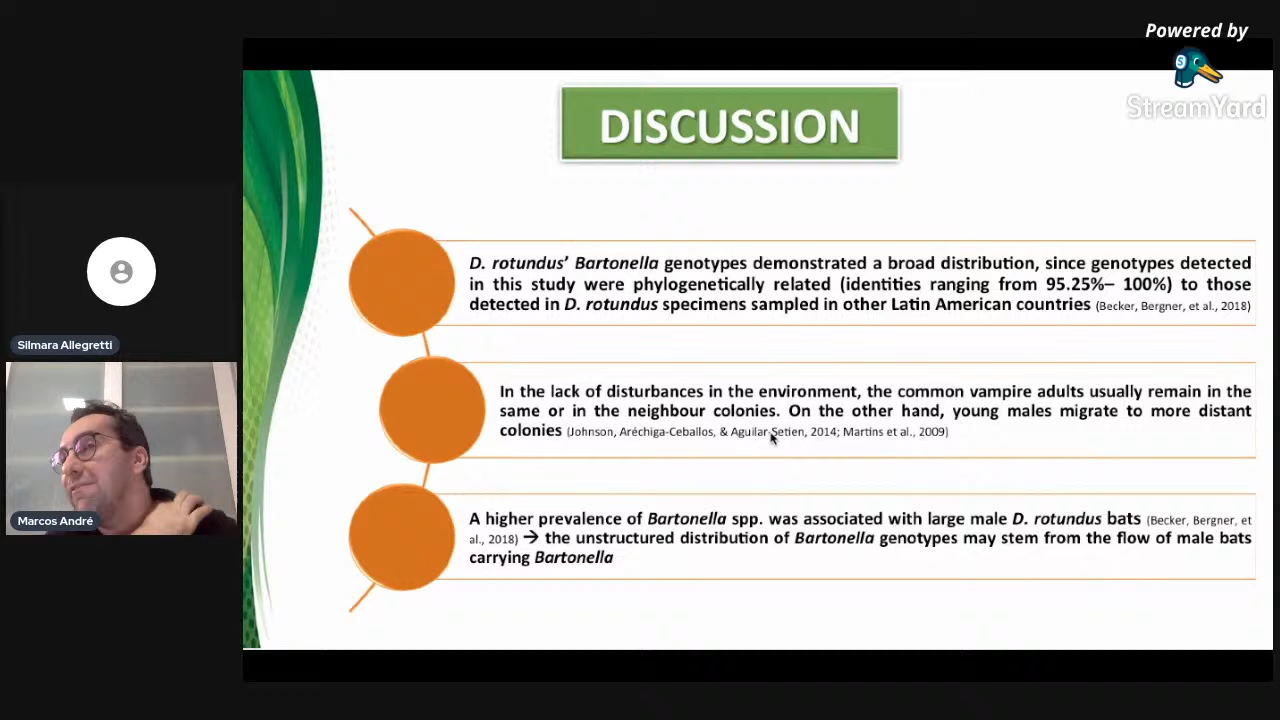 Powered by
StreamYard
DISCUSSION
D. rotundus’ Bartonella genotypes demonstrated a broad distribution, since genotypes detected
in this study were phylogenetically related (identities ranging from 95.25%– 100%) to those
detected in D. rotundus specimens sampled in other Latin American countries (Becker, Bergner, et al., 2018)
In the lack of disturbances in the environment, the common vampire adults usually remain in the
same or in the neighbour colonies. On the other hand, young males migrate to more distant
colonies (Johnson, Aréchiga-Ceballos, & Aguilar-Setien, 2014; Martins et al., 2009)
A higher prevalence of Bartonella spp. was associated with large male D. rotundus bats (Becker, Bergner, et
al., 2018) → the unstructured distribution of Bartonella genotypes may stem from the flow of male bats
carrying Bartonella
Silmara Allegretti
Marcos André